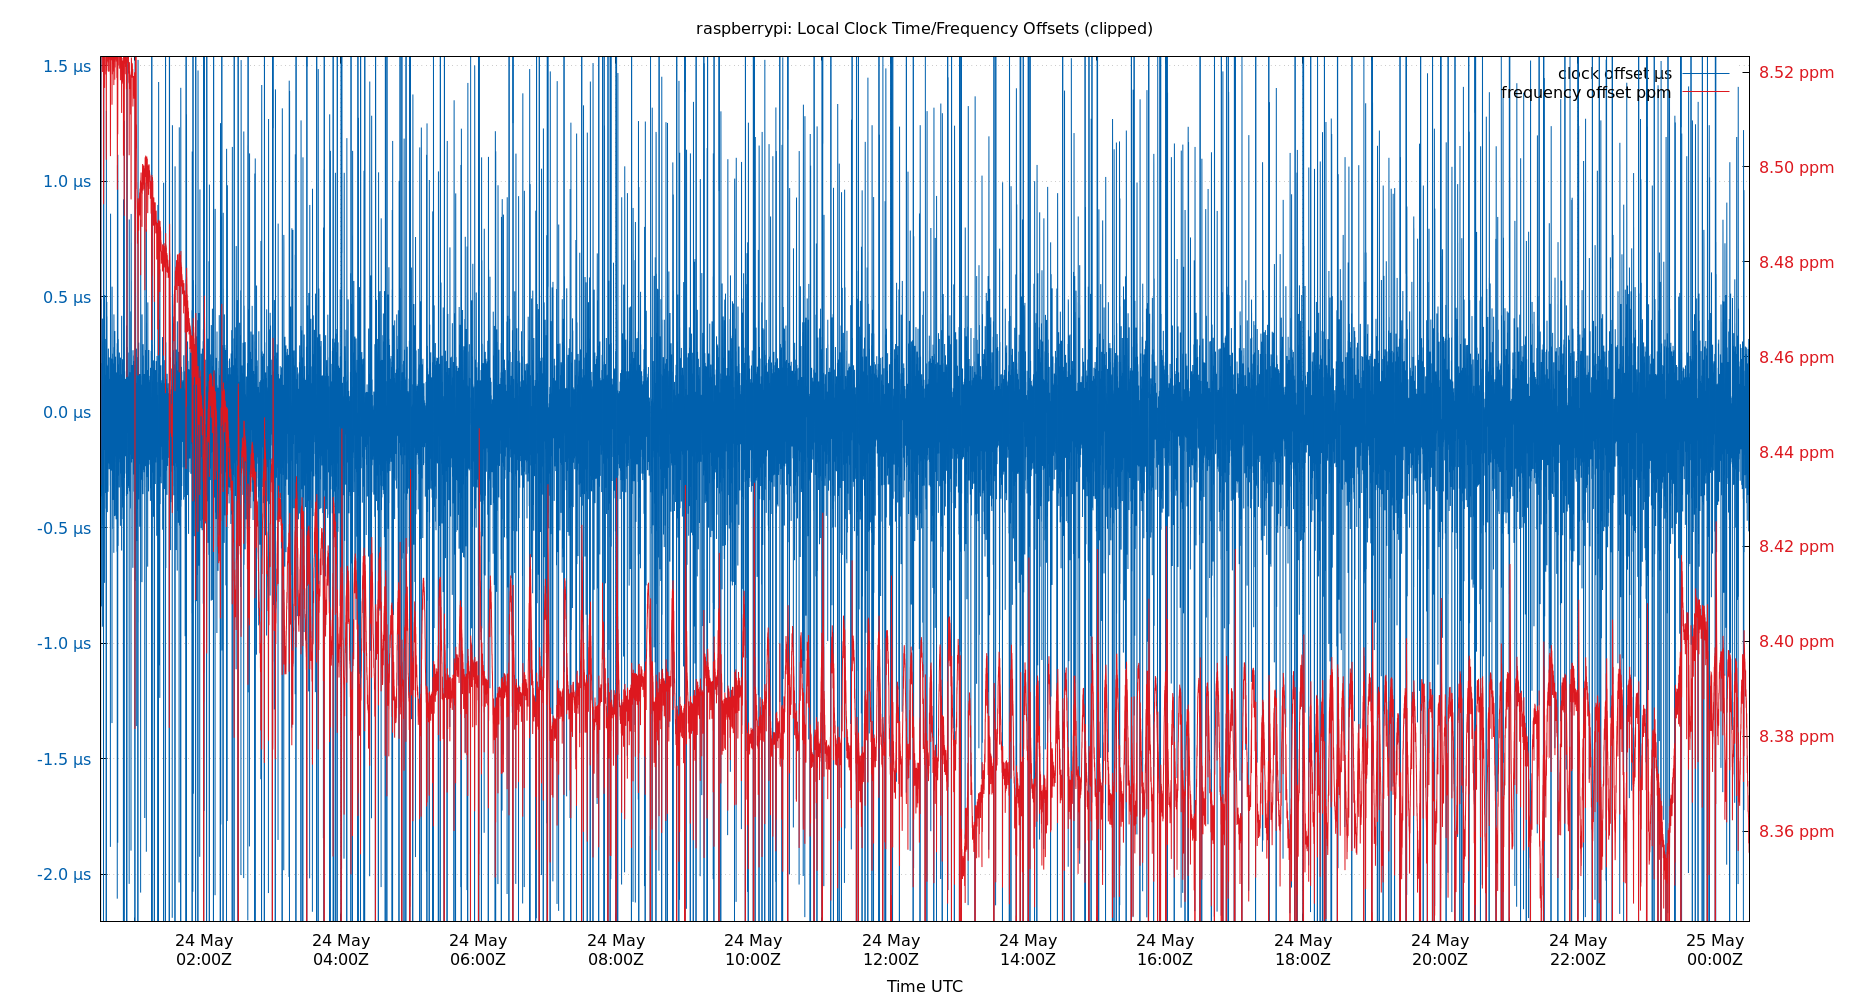 raspberrypi: Local Clock Time/Frequency Offsets (clipped)
clock offset µs
frequency offset ppm
1.5 µs
1.0 µs
0.5 µs
0.0 µs
-0.5 µs
-1.0 µs
-1.5 µs
-2.0 µs
8.52 ppm
8.50 ppm
8.48 ppm
8.46 ppm
8.44 ppm
8.42 ppm
8.40 ppm
8.38 ppm
8.36 ppm
24 May 24 May 24 May 24 May 24 May 24 May 24 May 24 May 24 May 24 May 24 May 25 May
02:00Z 04:00Z 06:00Z 08:00Z 10:00Z 12:00Z 14:00Z 16:00Z 18:00Z 20:00Z 22:00Z 00:00Z
Time UTC